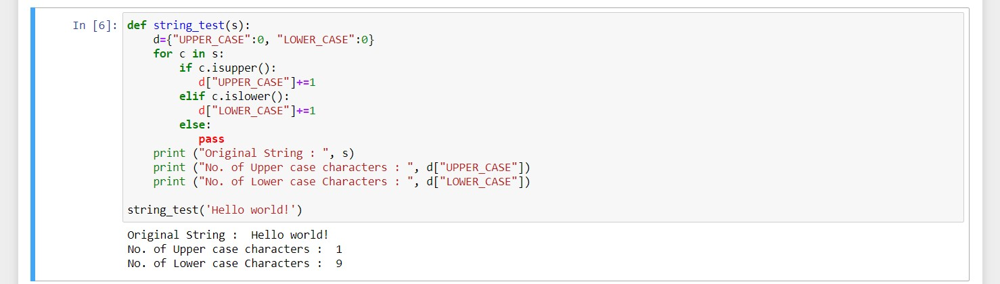 In [6]: def string_test(s):
    d={"UPPER_CASE":0, "LOWER_CASE":0}
    for c in s:
        if c.isupper():
           d["UPPER_CASE"]+=1
        elif c.islower():
           d["LOWER_CASE"]+=1
        else:
           pass
    print ("Original String : ", s)
    print ("No. of Upper case characters : ", d["UPPER_CASE"])
    print ("No. of Lower case Characters : ", d["LOWER_CASE"])
string_test('Hello world!')
Original String :  Hello world!
No. of Upper case characters :  1
No. of Lower case Characters :  9